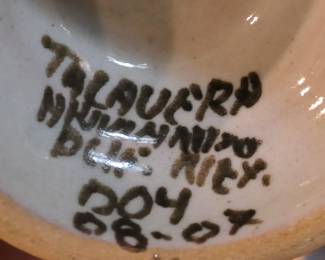 TALAVERA
PUE. MEX.
D04
08-07